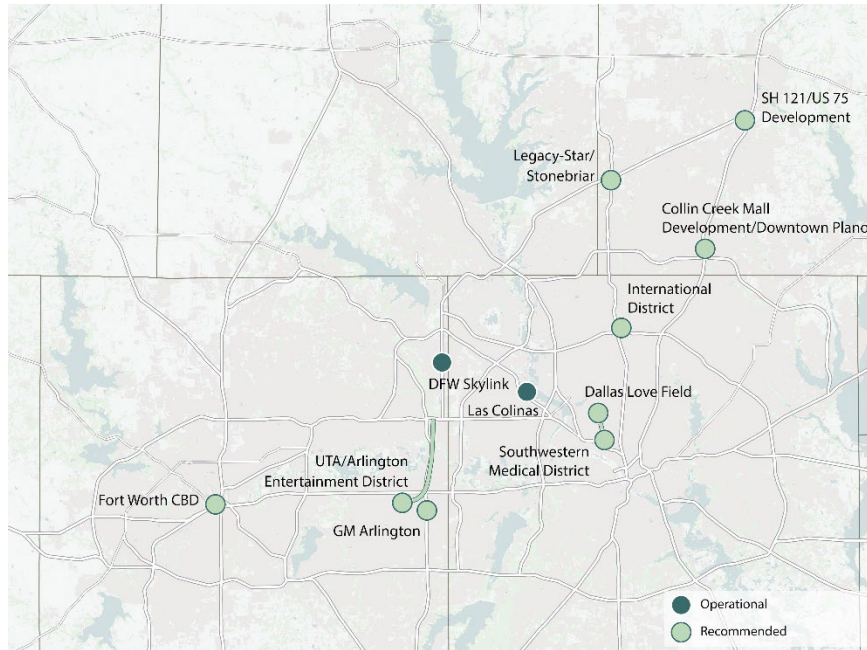 SH 121/US 75
Development
Legacy-Star/
Stonebriar
Collin Creek Mall
Development/Downtown Plano
International
District
DFW Skylink
Las Colinas
Dallas Love Field
Southwestern
Medical District
UTA/Arlington
Entertainment District
Fort Worth CBD
GM Arlington
Operational
Recommended